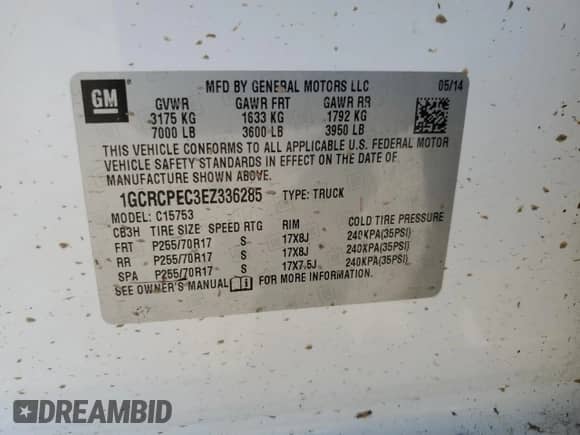 GM
MFD BY GENERAL MOTORS LLC 05/14
GVWR GAWR FRT GAWR RR
3175 KG 1633 KG 1792 KG
7000 LB 3600 LB 3950 LB
THIS VEHICLE CONFORMS TO ALL APPLICABLE U.S. FEDERAL MOTOR
VEHICLE SAFETY STANDARDS IN EFFECT ON THE DATE OF
MANUFACTURE SHOWN ABOVE.
1GCRCPEC3EZ336285 TYPE: TRUCK
MODEL: C15753
CB3H TIRE SIZE SPEED RTG RIM COLD TIRE PRESSURE
FRT P255/70R17 S 17X8J 240KPA(35PSI)
RR P255/70R17 S 17X8J 240KPA(35PSI)
SPA P255/70R17 S 17X7.5J 240KPA(35PSI)
SEE OWNER'S MANUAL FOR MORE INFORMATION.
DREAMBID